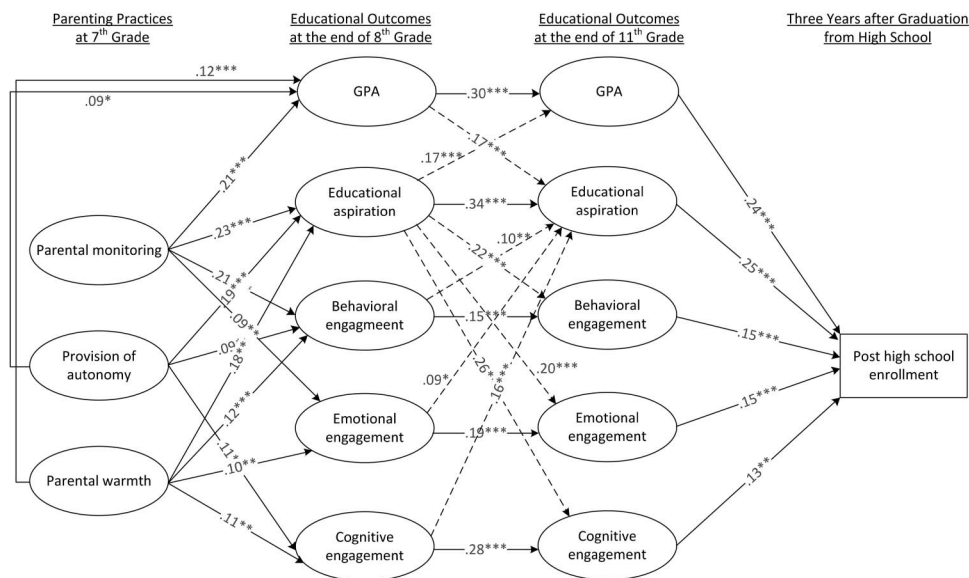 Parenting Practices
at 7th Grade
Educational Outcomes
at the end of 8th Grade
Educational Outcomes
at the end of 11th Grade
Three Years after Graduation
from High School
.12***
.09*
GPA
.30***
GPA
.17***
.17***
.21***
Educational
aspiration
.34***
Educational
aspiration
.24***
.23***
Parental monitoring
.22***
.10**
.25***
.21
.19***
Behavioral
engagmeent
.15***
Behavioral
engagement
.15***
.09**
.09
.18**
Provision of
autonomy
.26*
.20***
.09*
.16***
Post high school
enrollment
.12***
.15***
Emotional
engagement
.19***
Emotional
engagement
.11*
.10**
Parental warmth
.13**
.11**
Cognitive
engagement
.28***
Cognitive
engagement